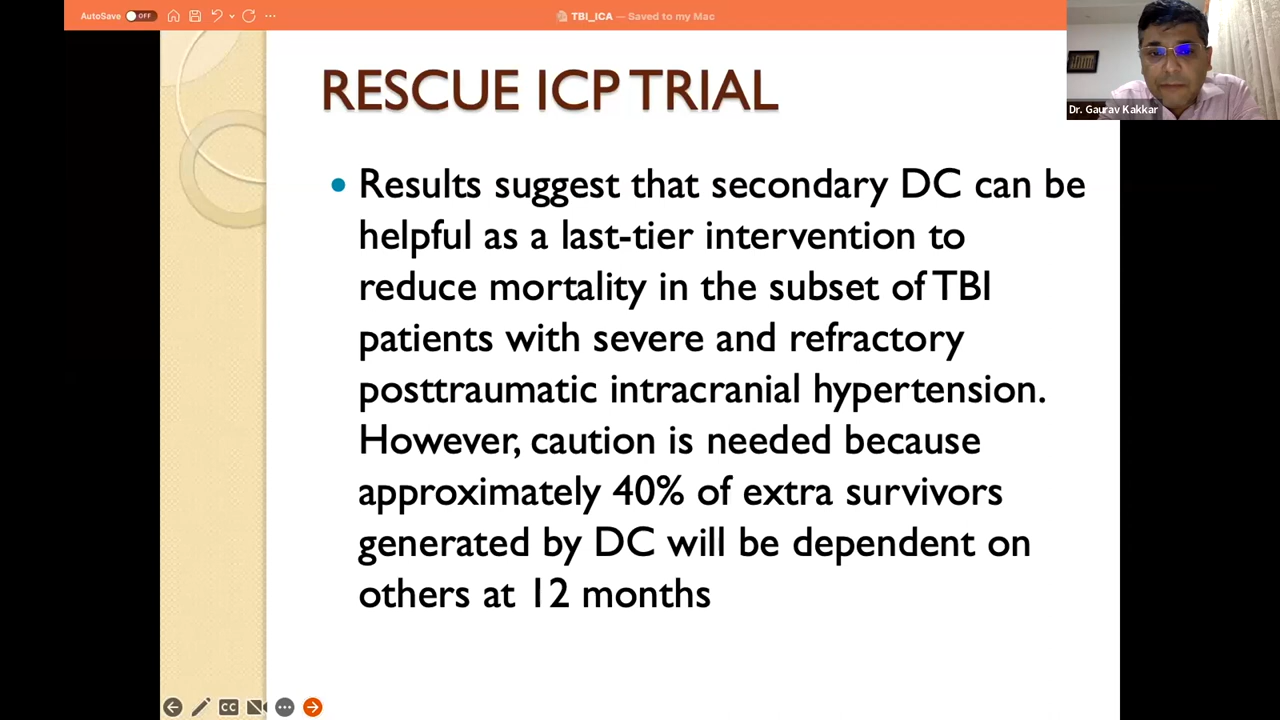 AutoSave OFF
TBI_ICA — Saved to my Mac
Dr. Gaurav Kakkar
RESCUE ICP TRIAL
Results suggest that secondary DC can be
helpful as a last-tier intervention to
reduce mortality in the subset of TBI
patients with severe and refractory
posttraumatic intracranial hypertension.
However, caution is needed because
approximately 40% of extra survivors
generated by DC will be dependent on
others at 12 months
CC